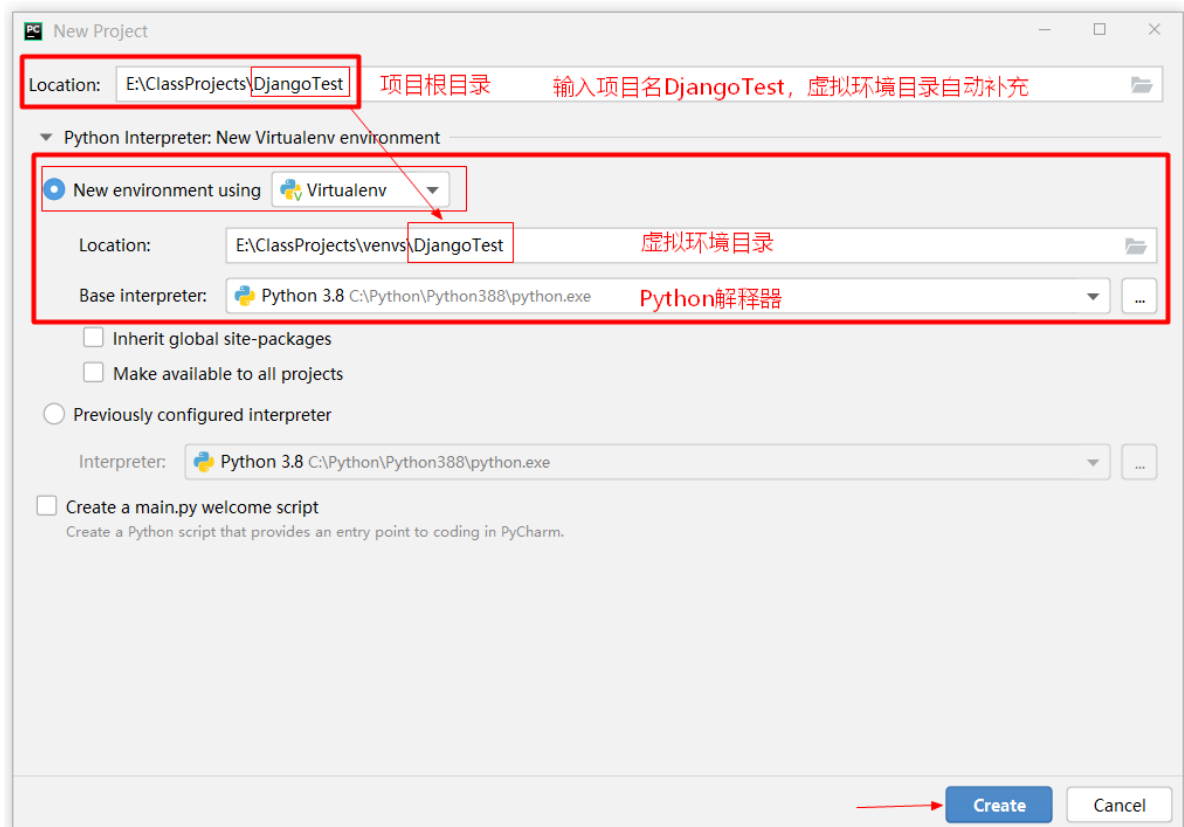 New Project
Location: E:\ClassProjects\DjangoTest 项目根目录 输入项目名DjangoTest，虚拟环境目录自动补充
Python Interpreter: New Virtualenv environment
New environment using Virtualenv
Location: E:\ClassProjects\venvs\DjangoTest 虚拟环境目录
Base interpreter: Python 3.8 C:\Python\Python388\python.exe Python解释器 ...
Inherit global site-packages
Make available to all projects
Previously configured interpreter
Interpreter: Python 3.8 C:\Python\Python388\python.exe ...
Create a main.py welcome script
Create a Python script that provides an entry point to coding in PyCharm.
Create Cancel